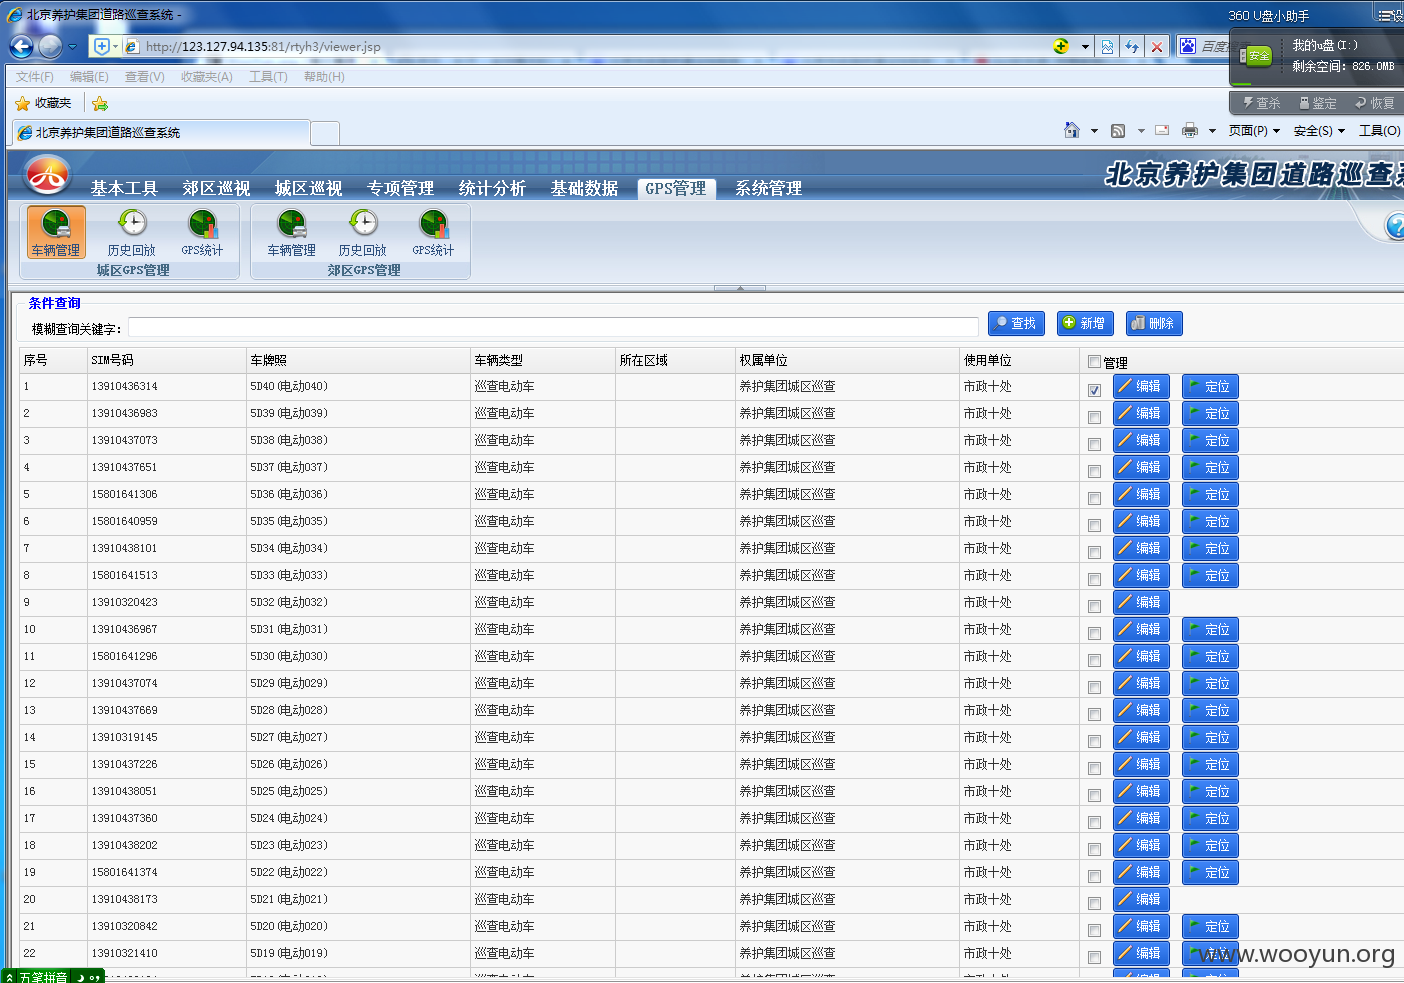 北京养护集团道路巡查系统 -
360 U盘小助手
设
http://123.127.94.135:81/rtyh3/viewer.jsp
百度
安全
我的u盘(I:)
剩余空间: 826.0MB
文件(F) 编辑(E) 查看(V) 收藏夹(A) 工具(T) 帮助(H)
查杀 鉴定 恢复
收藏夹
北京养护集团道路巡查系统
页面(P) 安全(S) 工具(O)
北京养护集团道路巡查系
基本工具 郊区巡视 城区巡视 专项管理 统计分析 基础数据 GPS管理 系统管理
车辆管理 历史回放 GPS统计 车辆管理 历史回放 GPS统计
城区GPS管理 郊区GPS管理
条件查询
模糊查询关键字: 查找 新增 删除
序号 SIM号码 车牌照 车辆类型 所在区域 权属单位 使用单位 管理
1 13910436314 5D40(电动040) 巡查电动车 养护集团城区巡查 市政十处 编辑 定位
2 13910436983 5D39(电动039) 巡查电动车 养护集团城区巡查 市政十处 编辑 定位
3 13910437073 5D38(电动038) 巡查电动车 养护集团城区巡查 市政十处 编辑 定位
4 13910437651 5D37(电动037) 巡查电动车 养护集团城区巡查 市政十处 编辑 定位
5 15801641306 5D36(电动036) 巡查电动车 养护集团城区巡查 市政十处 编辑 定位
6 15801640959 5D35(电动035) 巡查电动车 养护集团城区巡查 市政十处 编辑 定位
7 13910438101 5D34(电动034) 巡查电动车 养护集团城区巡查 市政十处 编辑 定位
8 15801641513 5D33(电动033) 巡查电动车 养护集团城区巡查 市政十处 编辑 定位
9 13910320423 5D32(电动032) 巡查电动车 养护集团城区巡查 市政十处 编辑
10 13910436967 5D31(电动031) 巡查电动车 养护集团城区巡查 市政十处 编辑 定位
11 15801641296 5D30(电动030) 巡查电动车 养护集团城区巡查 市政十处 编辑 定位
12 13910437074 5D29(电动029) 巡查电动车 养护集团城区巡查 市政十处 编辑 定位
13 13910437669 5D28(电动028) 巡查电动车 养护集团城区巡查 市政十处 编辑 定位
14 13910319145 5D27(电动027) 巡查电动车 养护集团城区巡查 市政十处 编辑 定位
15 13910437226 5D26(电动026) 巡查电动车 养护集团城区巡查 市政十处 编辑 定位
16 13910438051 5D25(电动025) 巡查电动车 养护集团城区巡查 市政十处 编辑 定位
17 13910437360 5D24(电动024) 巡查电动车 养护集团城区巡查 市政十处 编辑 定位
18 13910438202 5D23(电动023) 巡查电动车 养护集团城区巡查 市政十处 编辑 定位
19 15801641374 5D22(电动022) 巡查电动车 养护集团城区巡查 市政十处 编辑 定位
20 13910438173 5D21(电动021) 巡查电动车 养护集团城区巡查 市政十处 编辑
21 13910320842 5D20(电动020) 巡查电动车 养护集团城区巡查 市政十处 编辑 定位
22 13910321410 5D19(电动019) 巡查电动车 养护集团城区巡查 市政十处 编辑 定位
www.wooyun.org
五笔拼音